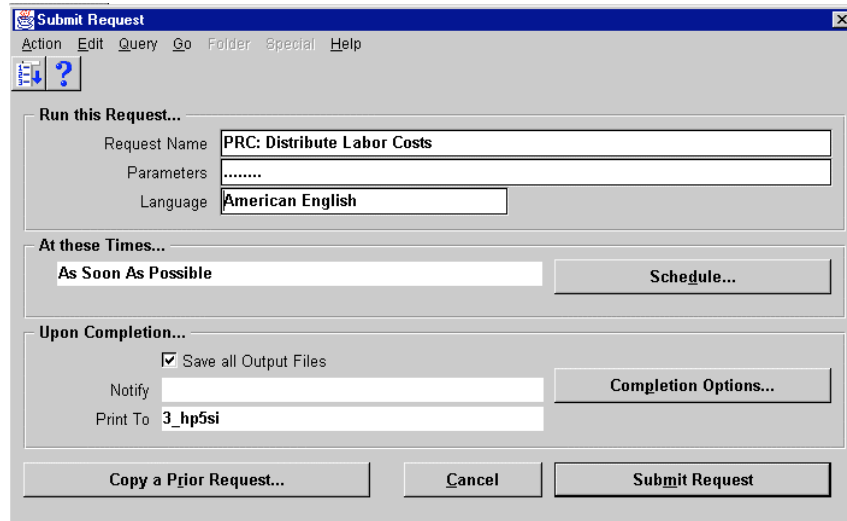 Submit Request
Action Edit Query Go Folder Special Help
Run this Request...
Request Name PRC: Distribute Labor Costs
Parameters ........
Language American English
At these Times...
As Soon As Possible Schedule...
Upon Completion...
Save all Output Files
Notify Completion Options...
Print To 3_hp5si
Copy a Prior Request... Cancel Submit Request